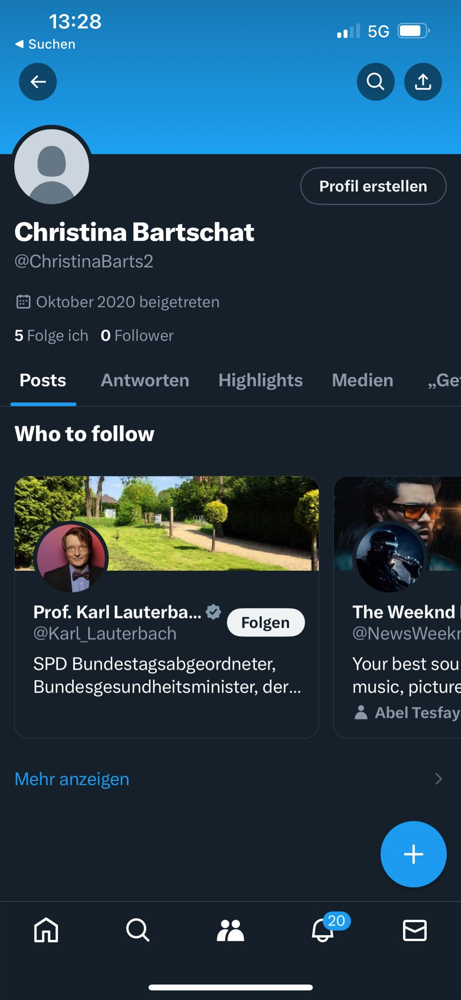 13:28
5G
Suchen
Profil erstellen
Christina Bartschat
@ChristinaBarts2
Oktober 2020 beigetreten
5 Folge ich 0 Follower
Posts Antworten Highlights Medien „Ge
Who to follow
Prof. Karl Lauterba...
@Karl_Lauterbach
Folgen
SPD Bundestagsabgeordneter,
Bundesgesundheitsminister, der...
The Weeknd
@NewsWeekn
Your best sou
music, picture
Abel Tesfay
Mehr anzeigen
20